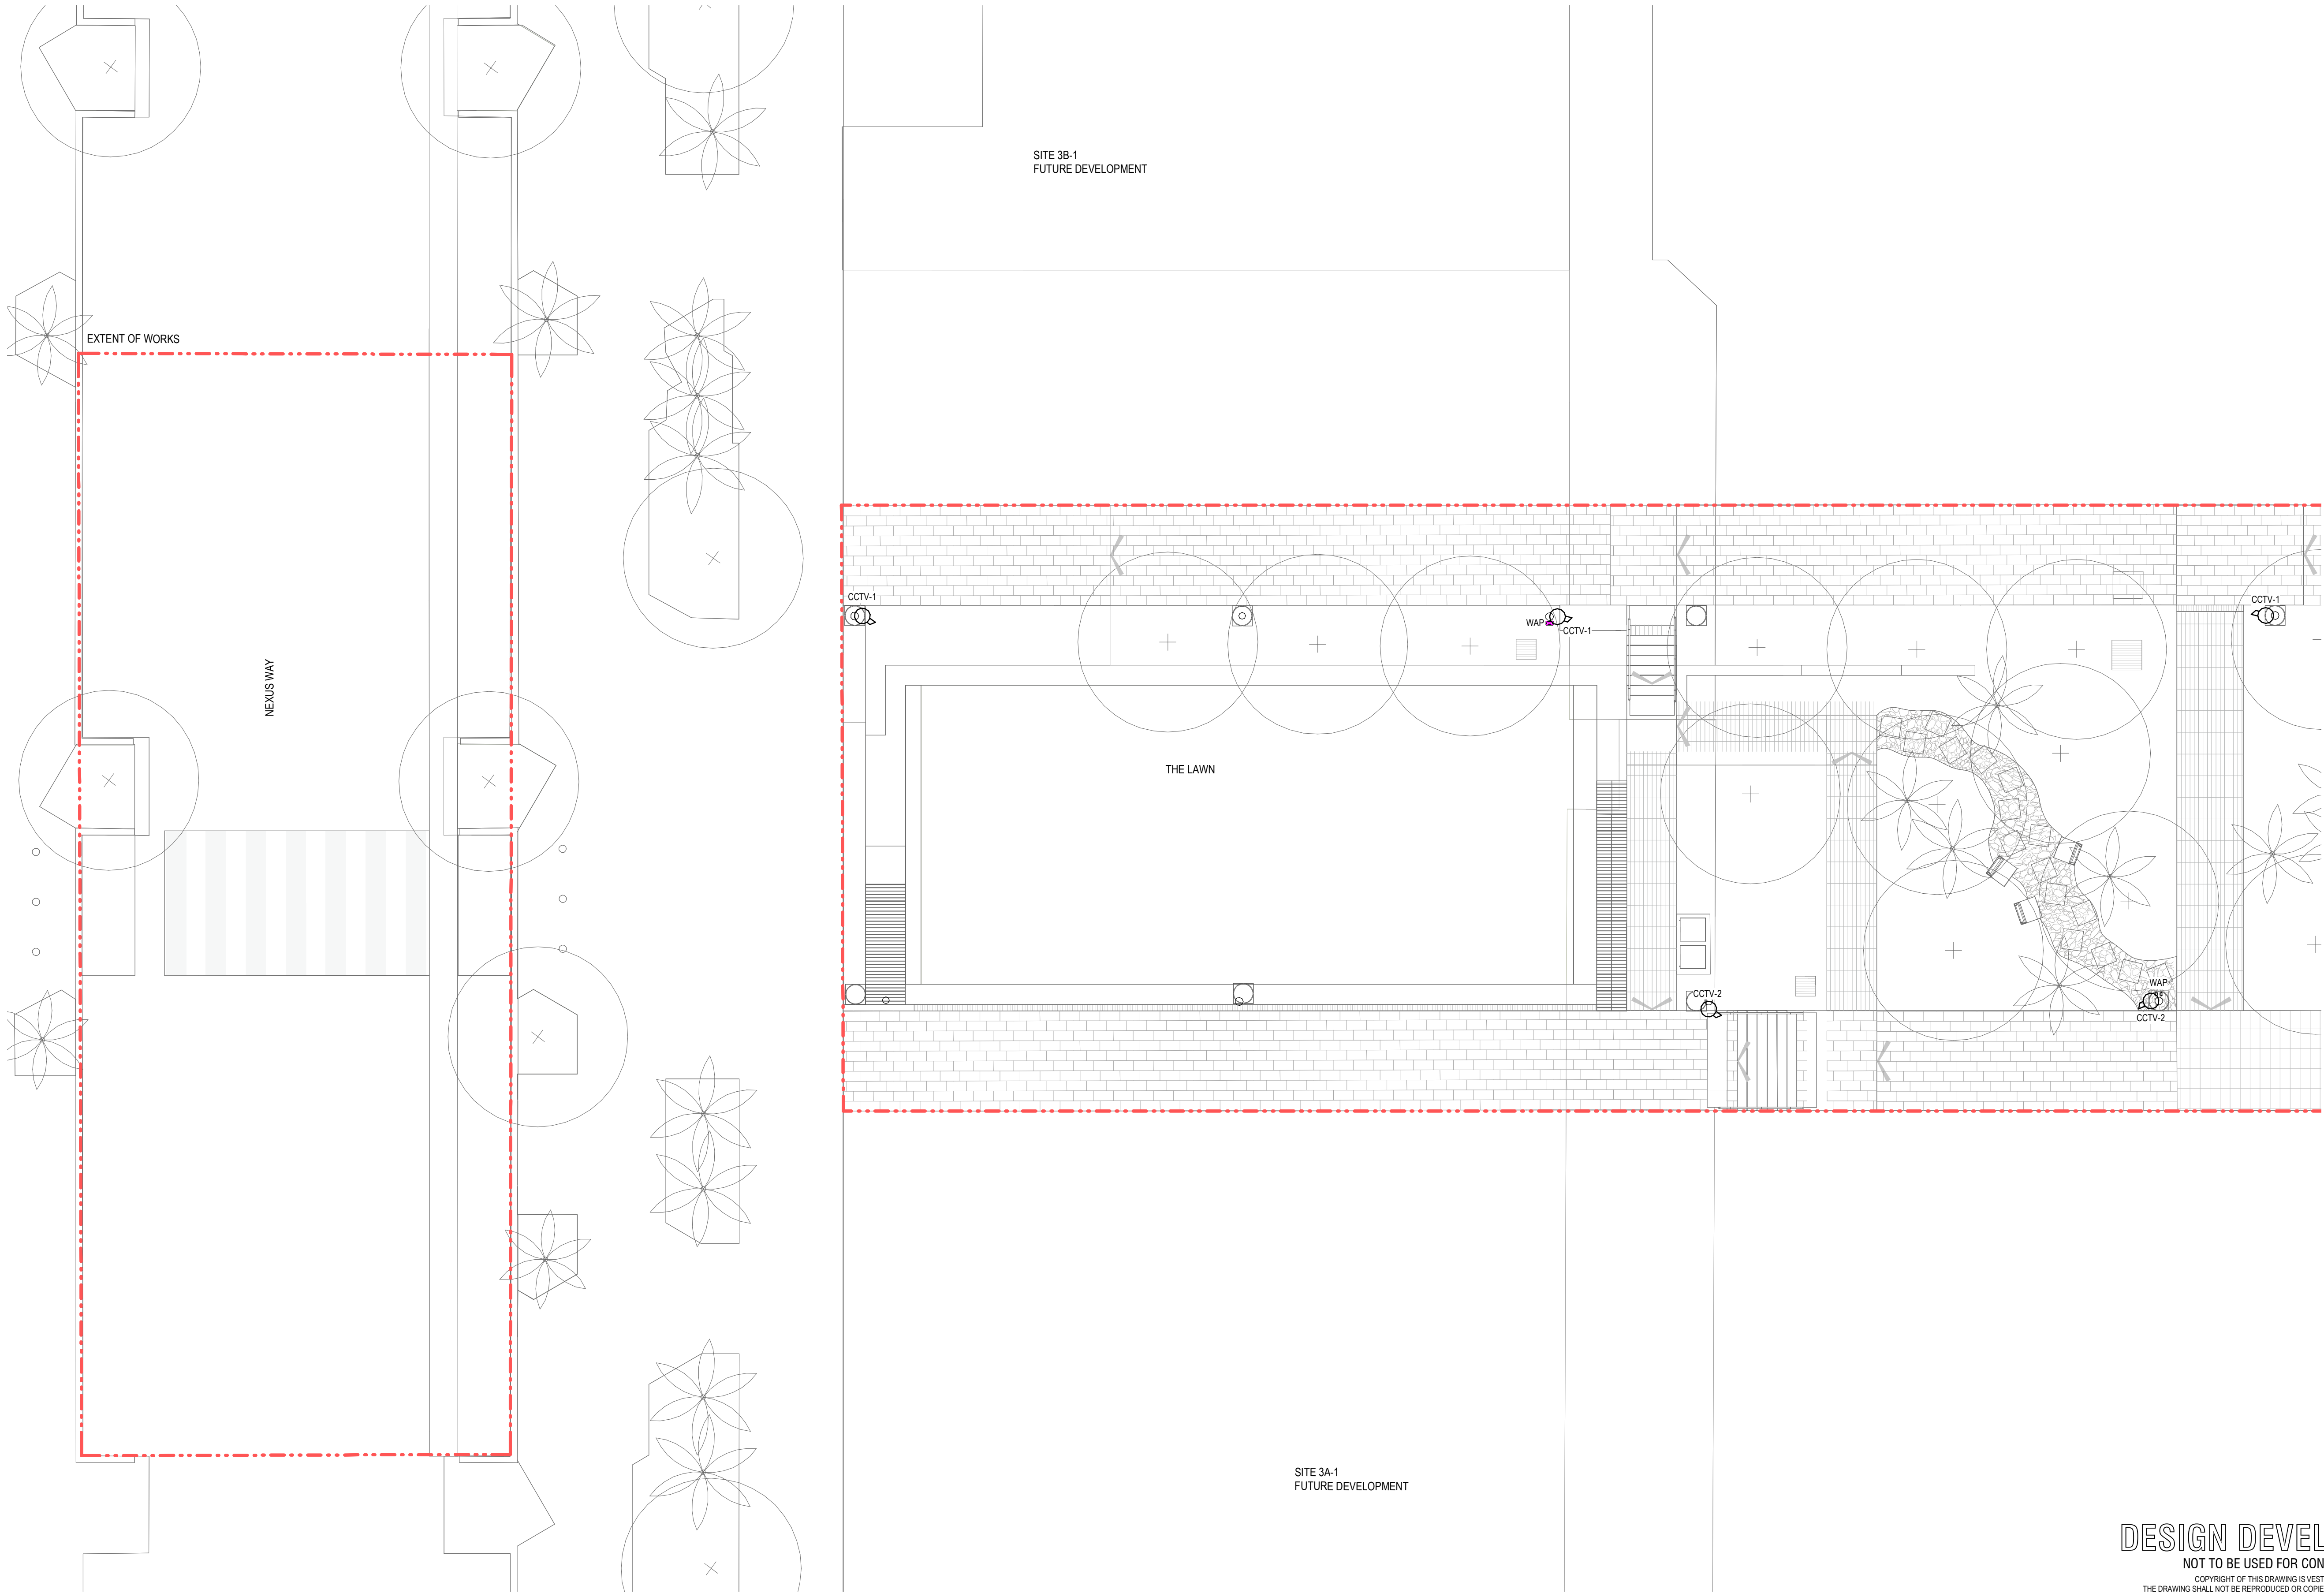 SITE 3B-1
FUTURE DEVELOPMENT
EXTENT OF WORKS
CCTV-1
CCTV-1
WAP
CCTV-1
NEXUS WAY
THE LAWN
WAP
CCTV-2
CCTV-2
SITE 3A-1
FUTURE DEVELOPMENT
DESIGN DEVEL
NOT TO BE USED FOR CON
COPYRIGHT OF THIS DRAWING IS VEST
THE DRAWING SHALL NOT BE REPRODUCED OR COPI